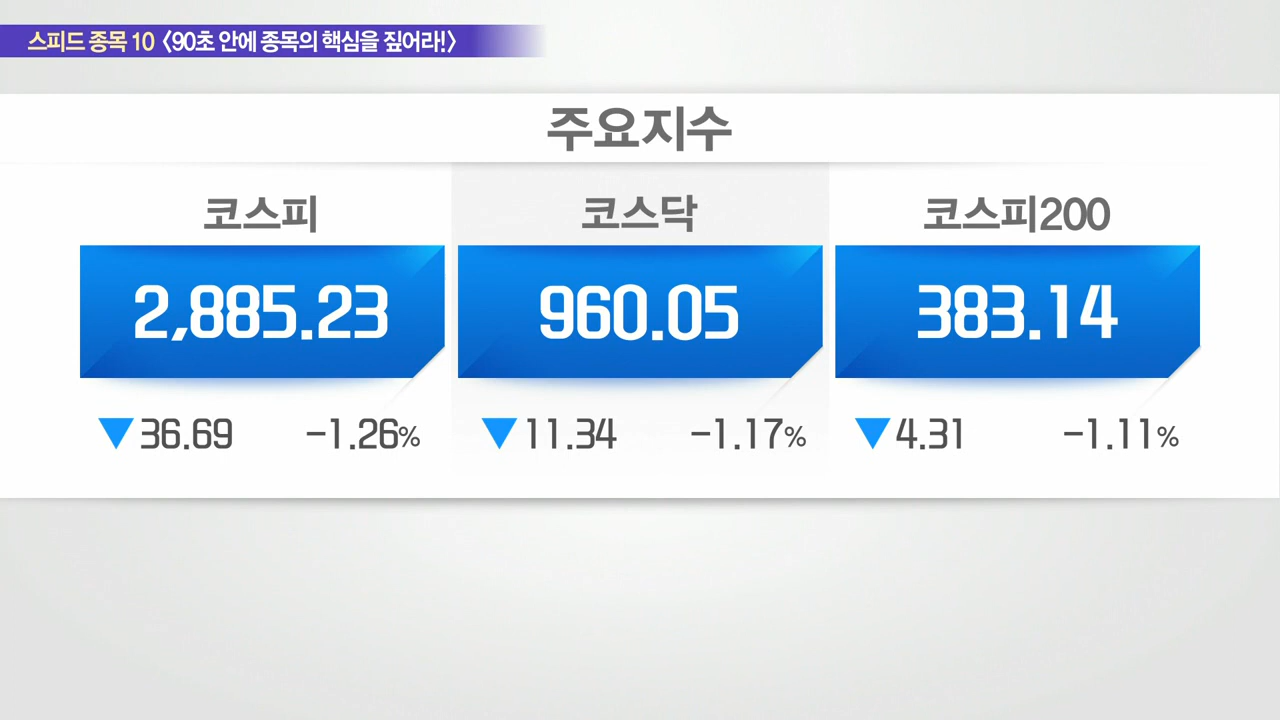 스피드 종목 10 <90초 안에 종목의 핵심을 짚어라!>
주요지수
코스피 코스닥 코스피200
2,885.23 960.05 383.14
▼36.69 -1.26% ▼11.34 -1.17% ▼4.31 -1.11%